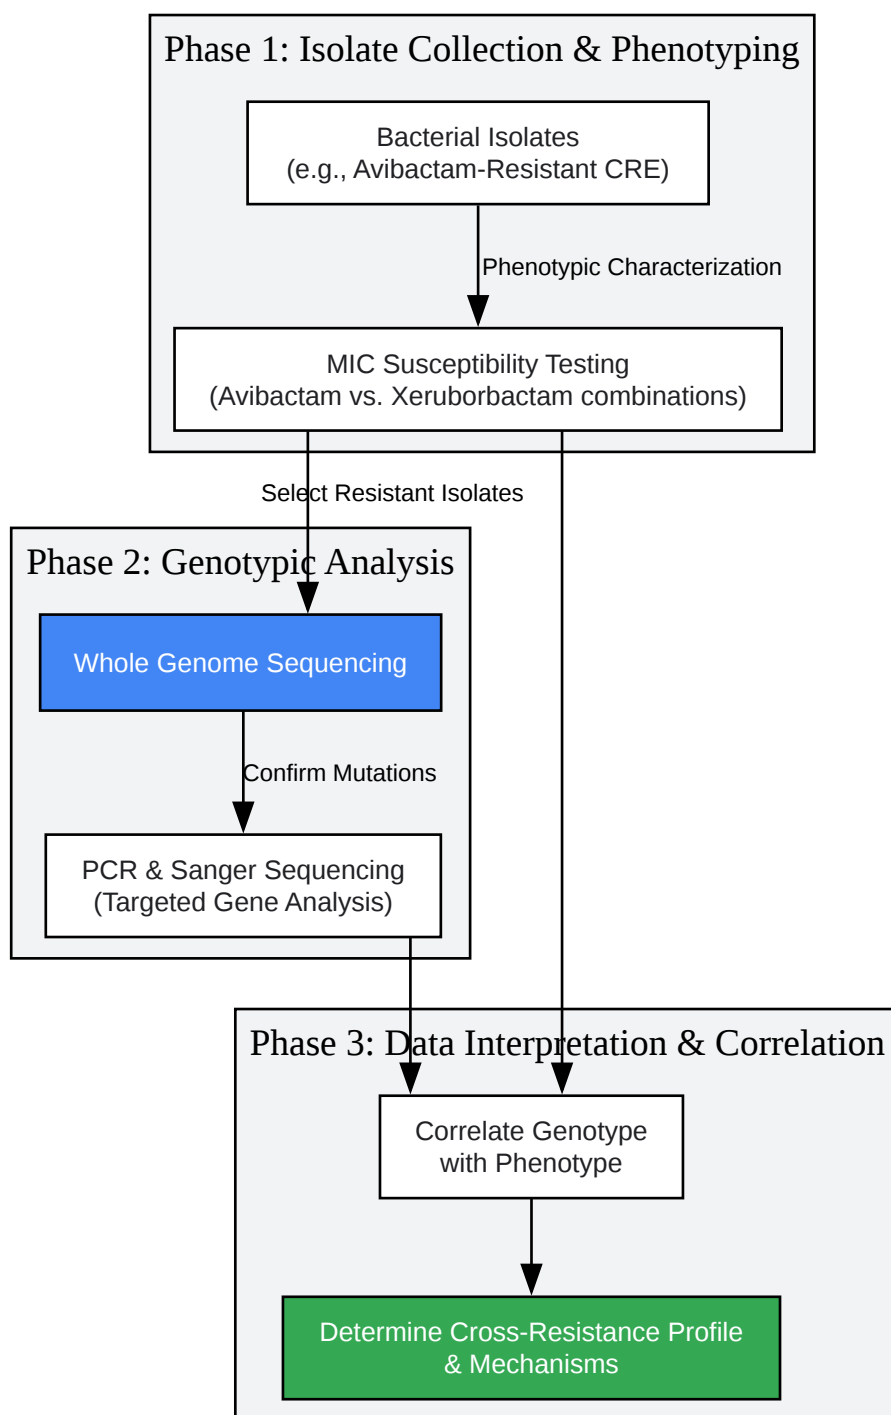 Phase 1: Isolate Collection & Phenotyping
Bacterial Isolates
(e.g., Avibactam-Resistant CRE)
Phenotypic Characterization
MIC Susceptibility Testing
(Avibactam vs. Xeruborbactam combinations)
Select Resistant Isolates
Phase 2: Genotypic Analysis
Whole Genome Sequencing
Confirm Mutations
PCR & Sanger Sequencing
(Targeted Gene Analysis)
Phase 3: Data Interpretation & Correlation
Correlate Genotype
with Phenotype
Determine Cross-Resistance Profile
& Mechanisms